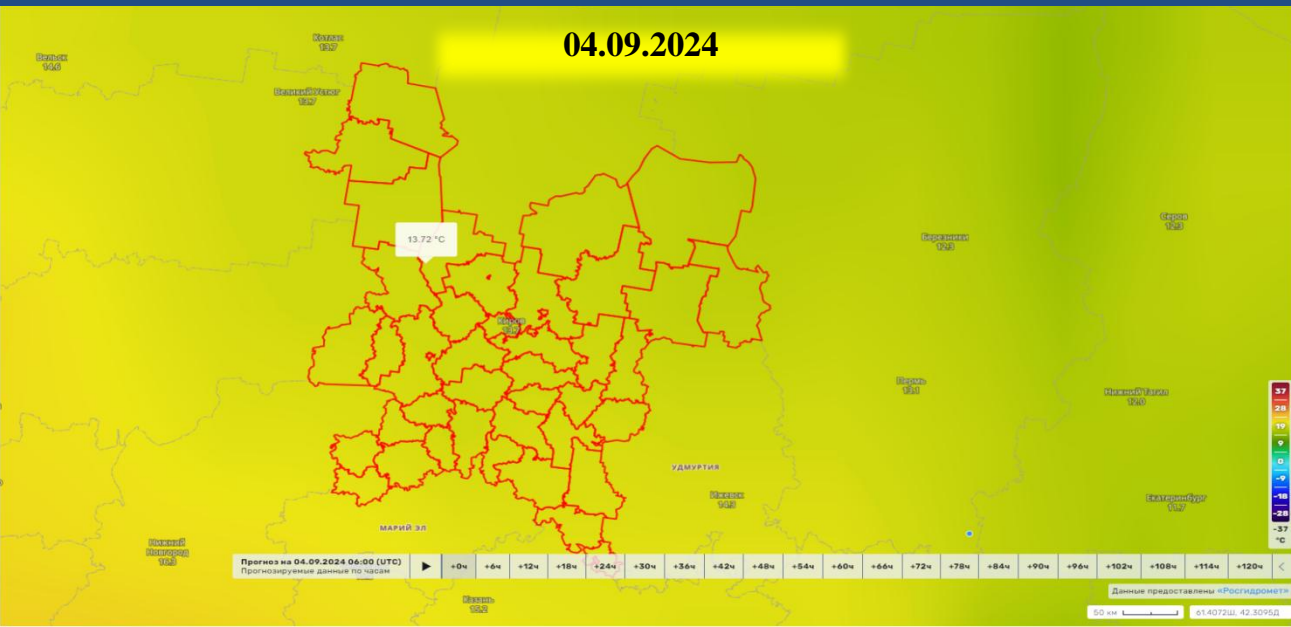 04.09.2024
Котлас
13.7
Вельск
14.6
Великий Устюг
13.7
13.72 °C
Серов
12.3
Березники
12.3
Киров
Пермь
13.4
Нижний Тагил
12.0
37
28
19
9
0
-9
-18
-28
-37
°C
УДМУРТИЯ
Ижевск
14.3
Екатеринбург
11.7
МАРИЙ ЭЛ
Нижний
Новгород
16.3
Прогноз на 04.09.2024 06:00 (UTC)
Прогнозируемые данные по часам
+0ч +6ч +12ч +18ч +24ч +30ч +36ч +42ч +48ч +54ч +60ч +66ч +72ч +78ч +84ч +90ч +96ч +102ч +108ч +114ч +120ч
Данные предоставлены «Росгидромет»
Казань
15.2
50 км
61.4072Ш, 42.3095Д